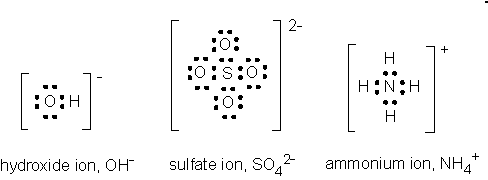 [O H]⁻
[O O S O O]²⁻
[H H N H H]⁺
hydroxide ion, OH⁻
sulfate ion, SO₄²⁻
ammonium ion, NH₄⁺